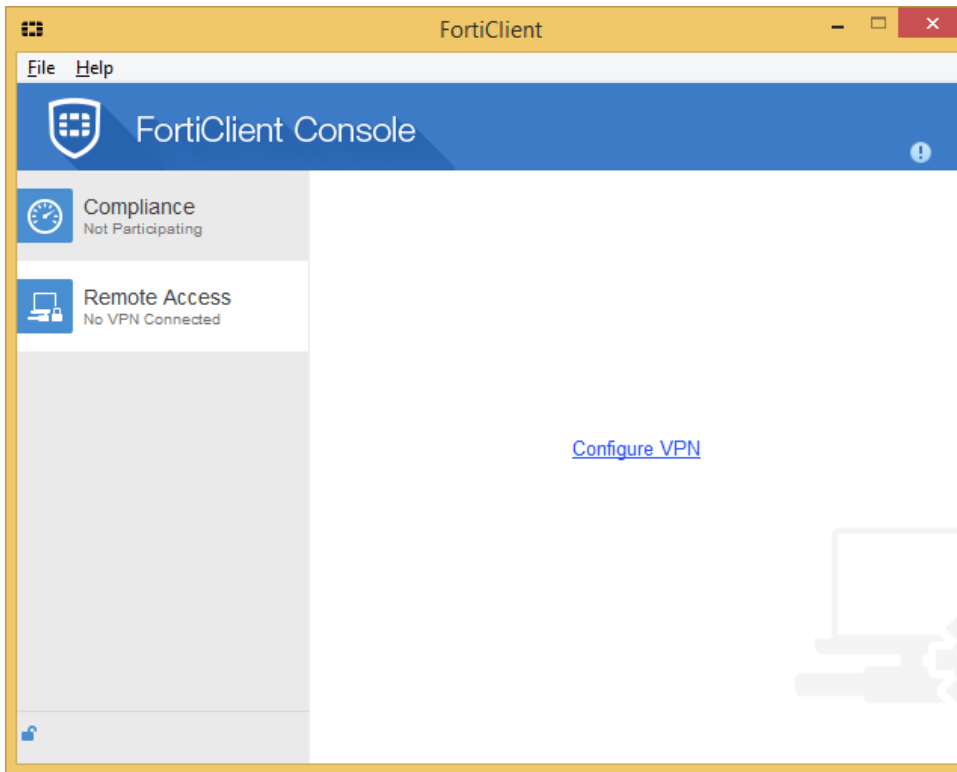 FortiClient
File Help
FortiClient Console
Compliance
Not Participating
Remote Access
No VPN Connected
Configure VPN